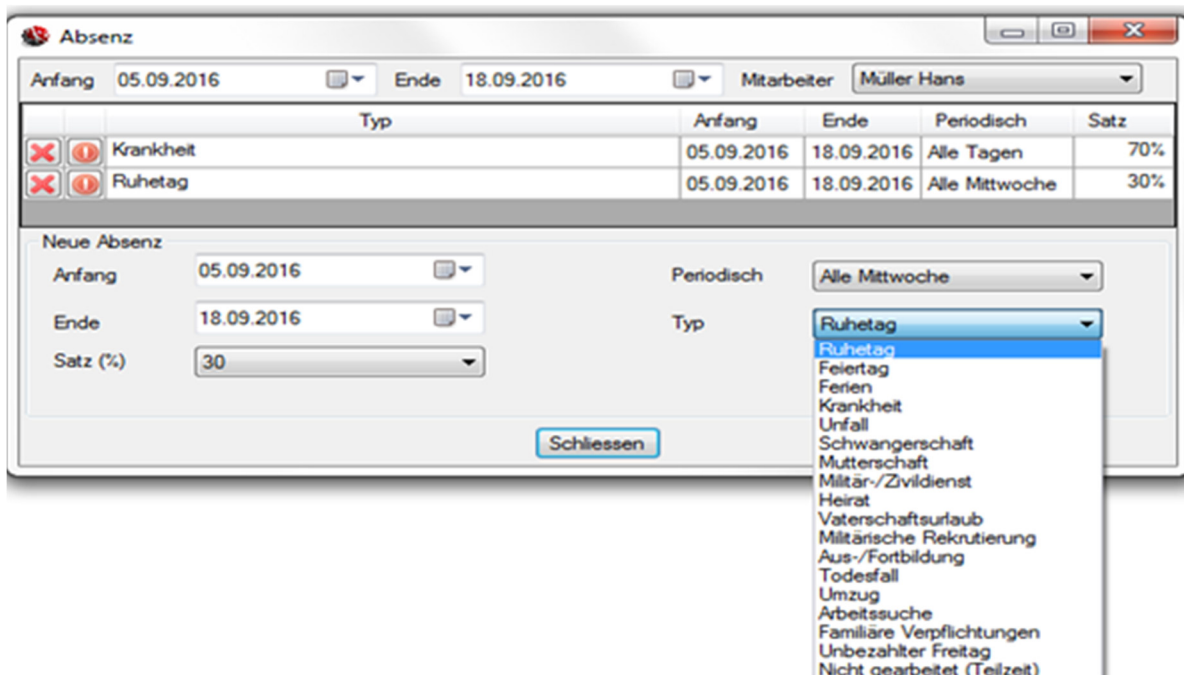 Absenz
Anfang 05.09.2016 Ende 18.09.2016 Mitarbeiter Müller Hans
Typ Anfang Ende Periodisch Satz
Krankheit 05.09.2016 18.09.2016 Alle Tagen 70%
Ruhetag 05.09.2016 18.09.2016 Alle Mittwoche 30%
Neue Absenz
Anfang 05.09.2016 Periodisch Alle Mittwoche
Ende 18.09.2016 Typ Ruhetag
Satz (%) 30
Ruhetag
Feiertag
Ferien
Krankheit
Unfall
Schwangerschaft
Mutterschaft
Militär-/Zivildienst
Heirat
Vaterschaftsurlaub
Militärische Rekrutierung
Aus-/Fortbildung
Todesfall
Umzug
Arbeitssuche
Familiäre Verpflichtungen
Unbezahlter Freitag
Nicht gearbeitet (Teilzeit)
Schliessen